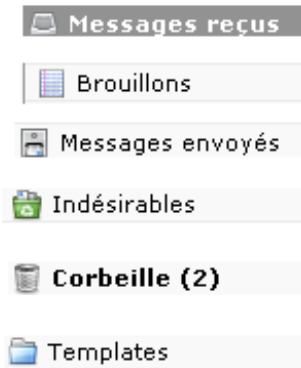 Messages reçus
Brouillons
Messages envoyés
Indésirables
Corbeille (2)
Templates